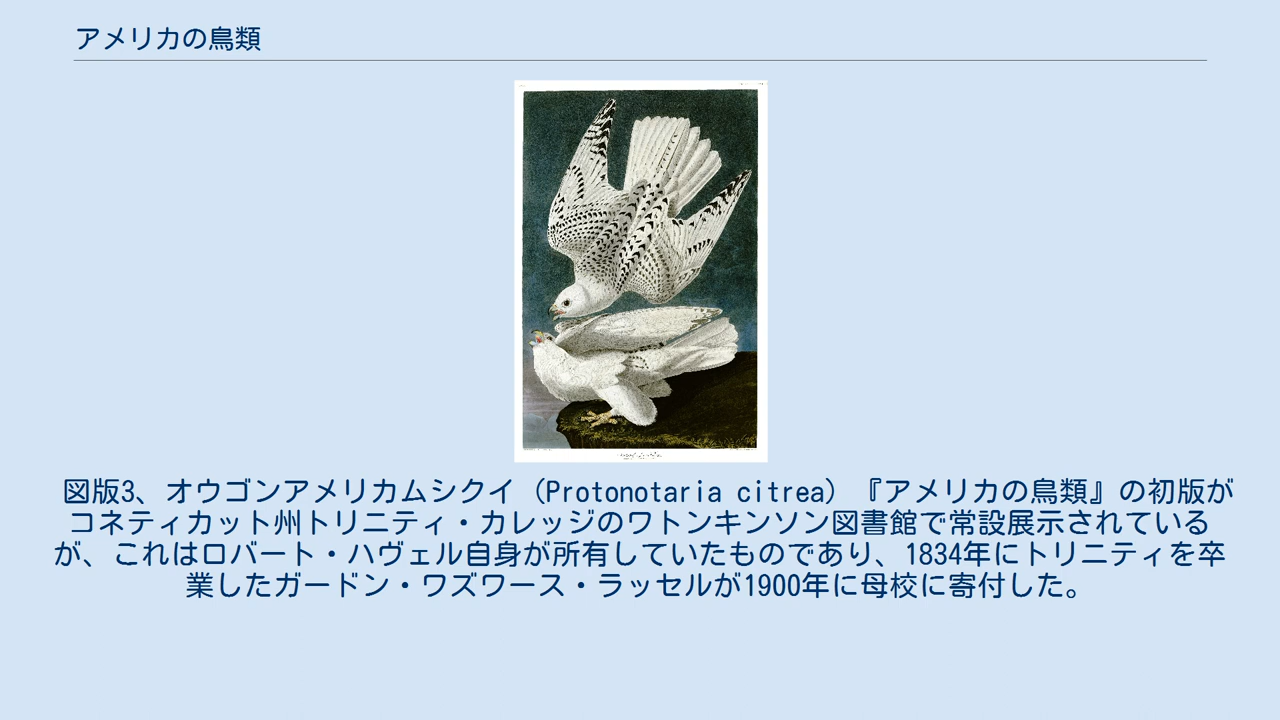 アメリカの鳥類
図版3、オウゴンアメリカムシクイ（Protonotaria citrea）『アメリカの鳥類』の初版が
コネティカット州トリニティ・カレッジのワトンキンソン図書館で常設展示されている
が、これはロバート・ハヴェル自身が所有していたものであり、1834年にトリニティを卒
業したガードン・ワズワース・ラッセルが1900年に母校に寄付した。